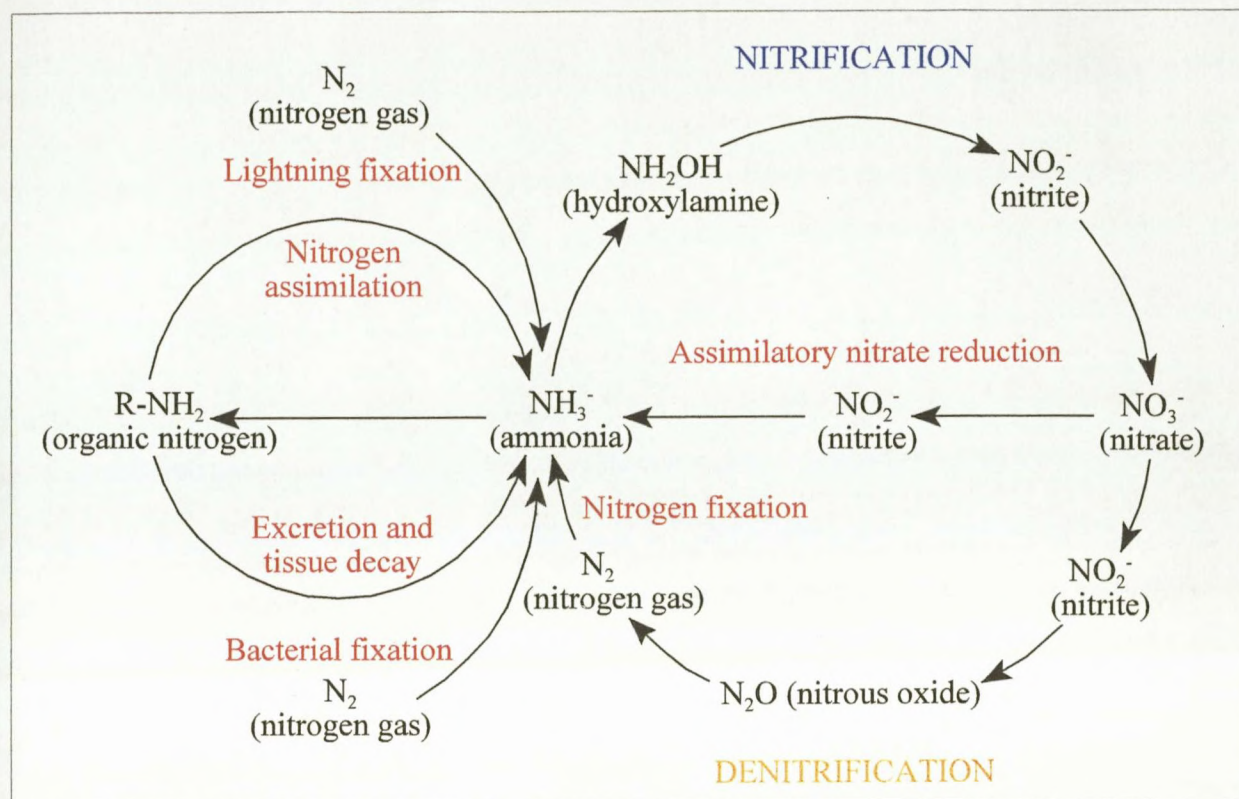 NITRIFICATION
N₂
(nitrogen gas)
Lightning fixation
NH₂OH
(hydroxylamine)
NO₂⁻
(nitrite)
Nitrogen
assimilation
Assimilatory nitrate reduction
R-NH₂
(organic nitrogen)
NH₃⁻
(ammonia)
NO₂⁻
(nitrite)
NO₃⁻
(nitrate)
Excretion and
tissue decay
Nitrogen fixation
N₂
(nitrogen gas)
NO₂⁻
(nitrite)
Bacterial fixation
N₂
(nitrogen gas)
N₂O (nitrous oxide)
DENITRIFICATION